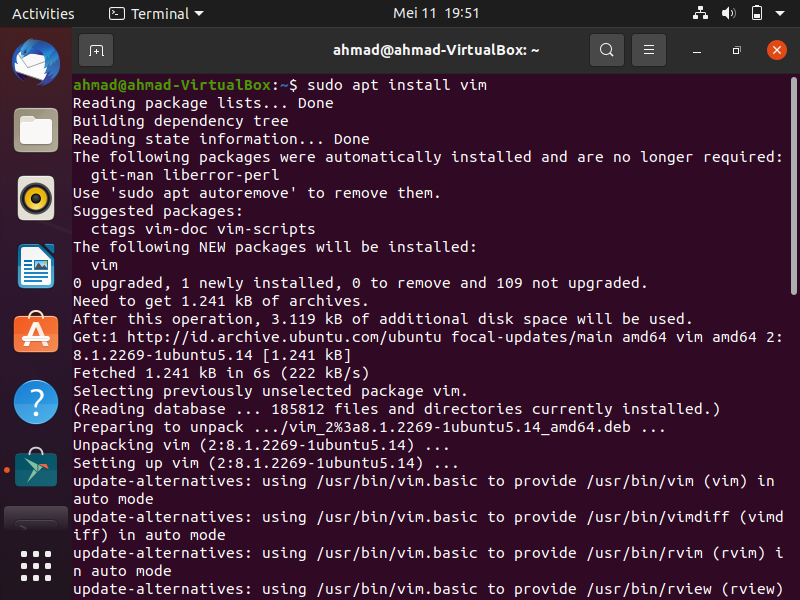 Activities Terminal Mei 11 19:51
ahmad@ahmad-VirtualBox: ~
ahmad@ahmad-VirtualBox:~$ sudo apt install vim
Reading package lists... Done
Building dependency tree
Reading state information... Done
The following packages were automatically installed and are no longer required:
  git-man liberror-perl
Use 'sudo apt autoremove' to remove them.
Suggested packages:
  ctags vim-doc vim-scripts
The following NEW packages will be installed:
  vim
0 upgraded, 1 newly installed, 0 to remove and 109 not upgraded.
Need to get 1.241 kB of archives.
After this operation, 3.119 kB of additional disk space will be used.
Get:1 http://id.archive.ubuntu.com/ubuntu focal-updates/main amd64 vim amd64 2:
8.1.2269-1ubuntu5.14 [1.241 kB]
Fetched 1.241 kB in 6s (222 kB/s)
Selecting previously unselected package vim.
(Reading database ... 185812 files and directories currently installed.)
Preparing to unpack .../vim_2%3a8.1.2269-1ubuntu5.14_amd64.deb ...
Unpacking vim (2:8.1.2269-1ubuntu5.14) ...
Setting up vim (2:8.1.2269-1ubuntu5.14) ...
update-alternatives: using /usr/bin/vim.basic to provide /usr/bin/vim (vim) in
auto mode
update-alternatives: using /usr/bin/vim.basic to provide /usr/bin/vimdiff (vimd
iff) in auto mode
update-alternatives: using /usr/bin/vim.basic to provide /usr/bin/rvim (rvim) i
n auto mode
update-alternatives: using /usr/bin/vim.basic to provide /usr/bin/rview (rview)